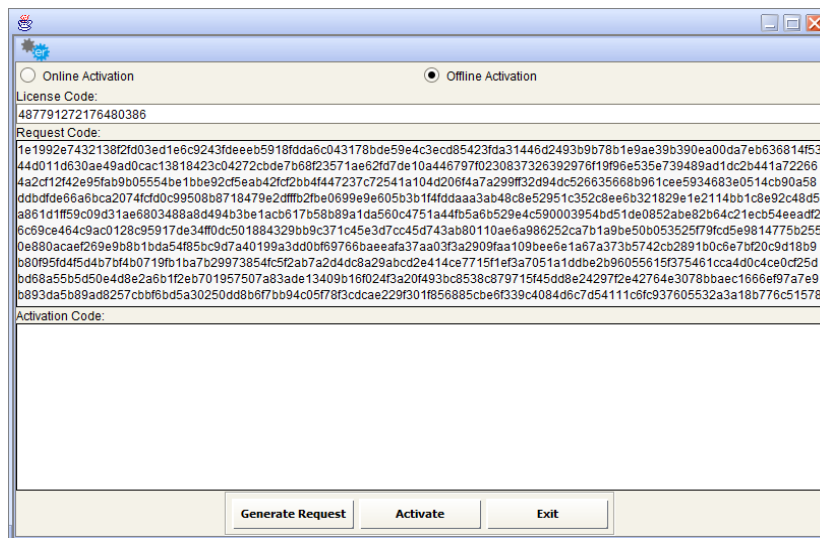 er
Online Activation
Offline Activation
License Code:
487791272176480386
Request Code:
1e1992e7432138f2fd03ed1e6c9243fdeeeb5918fdda6c043178bde59e4c3ecd85423fda31446d2493b9b78b1e9ae39b390ea00da7eb636814f53
44d011d630ae49ad0cac13818423c04272cbde7b68f23571ae62fd7de10a446797f0230837326392976f19f96e535e739489ad1dc2b441a72266
4a2cf12f42e95fab9b05554be1bbe92cf5eab42fcf2bb4f447237c72541a104d206f4a7a299ff32d94dc526635668b961cee5934683e0514cb90a58
ddbdfde66a6bca2074fcfd0c99508b8718479e2dfffb2fbe0699e9e605b3b1f4fddaaa3ab48c8e52951c352c8ee6b321829e1e2114bb1c8e92c48d5
a861d1ff59c09d31ae6803488a8d494b3be1acb617b58b89a1da560c4751a44fb5a6b529e4c590003954bd51de0852abe82b64c21ecb54eeadf2
6c69ce464c9ac0128c95917de34ff0dc501884329bb9c371c45e3d7cc45d743ab80110ae6a986252ca7b1a9be50b053525f79fcd5e9814775b255
0e880acaef269e9b8b1bda54f85bc9d7a40199a3dd0bf69766baeeafa37aa03f3a2909faa109bee6e1a67a373b5742cb2891b0c6e7bf20c9d18b9
b80f95fd4f5d4b7bf4b0719fb1ba7b29973854fc5f2ab7a2d4dc8a29abcd2e414ce7715f1ef3a7051a1ddbe2b96055615f375461cca4d0c4ce0cf25d
bd68a55b5d50e4d8e2a6b1f2eb701957507a83ade13409b16f024f3a20f493bc8538c879715f45dd8e24297f2e42764e3078bbaec1666ef97a7e9
b893da5b89ad8257cbbf6bd5a30250dd8b6f7bb94c05f78f3cdcae229f301f856885cbe6f339c4084d6c7d54111c6fc937605532a3a18b776c51578
Activation Code:
Generate Request
Activate
Exit